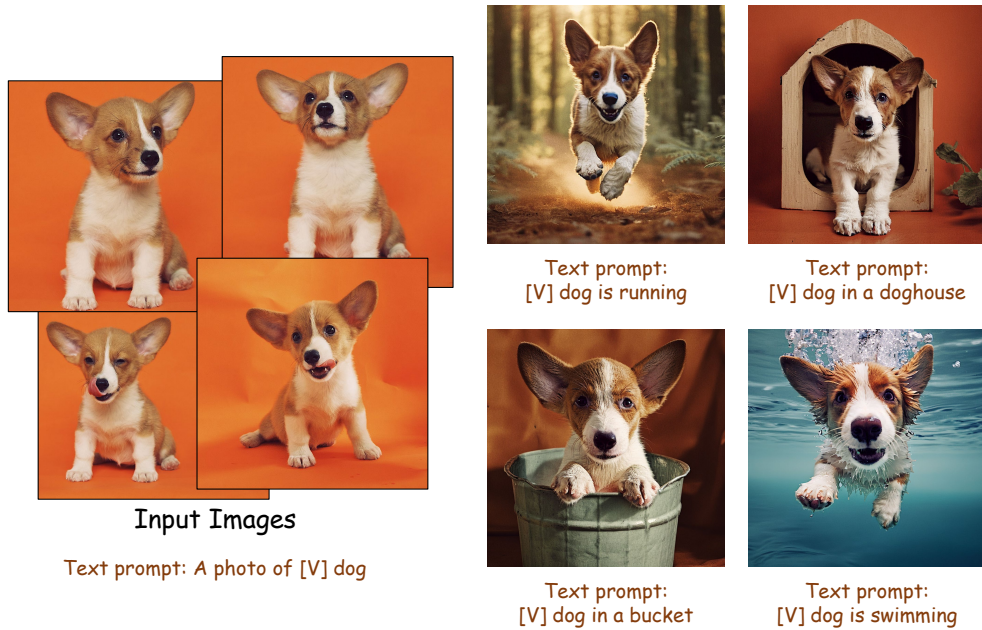 Input Images
Text prompt: A photo of [V] dog
Text prompt:
[V] dog is running
Text prompt:
[V] dog in a doghouse
Text prompt:
[V] dog in a bucket
Text prompt:
[V] dog is swimming